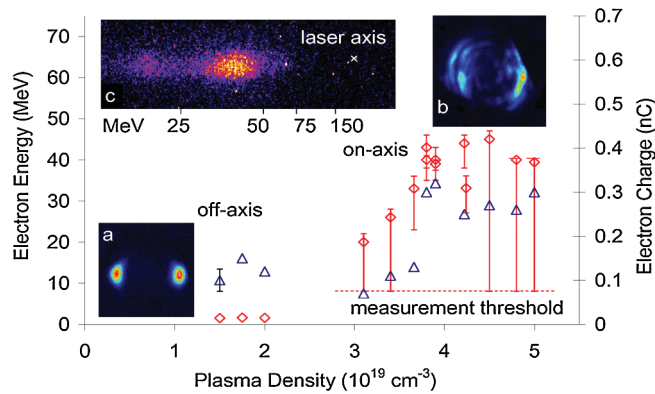 70
60
50
40
30
20
10
0
Electron Energy (MeV)
0.7
0.6
0.5
0.4
0.3
0.2
0.1
0
Electron Charge (nC)
laser axis
×
c
b
MeV 25 50 75 150
on-axis
off-axis
a
measurement threshold
0 1 2 3 4 5
Plasma Density (10¹⁹ cm⁻³)